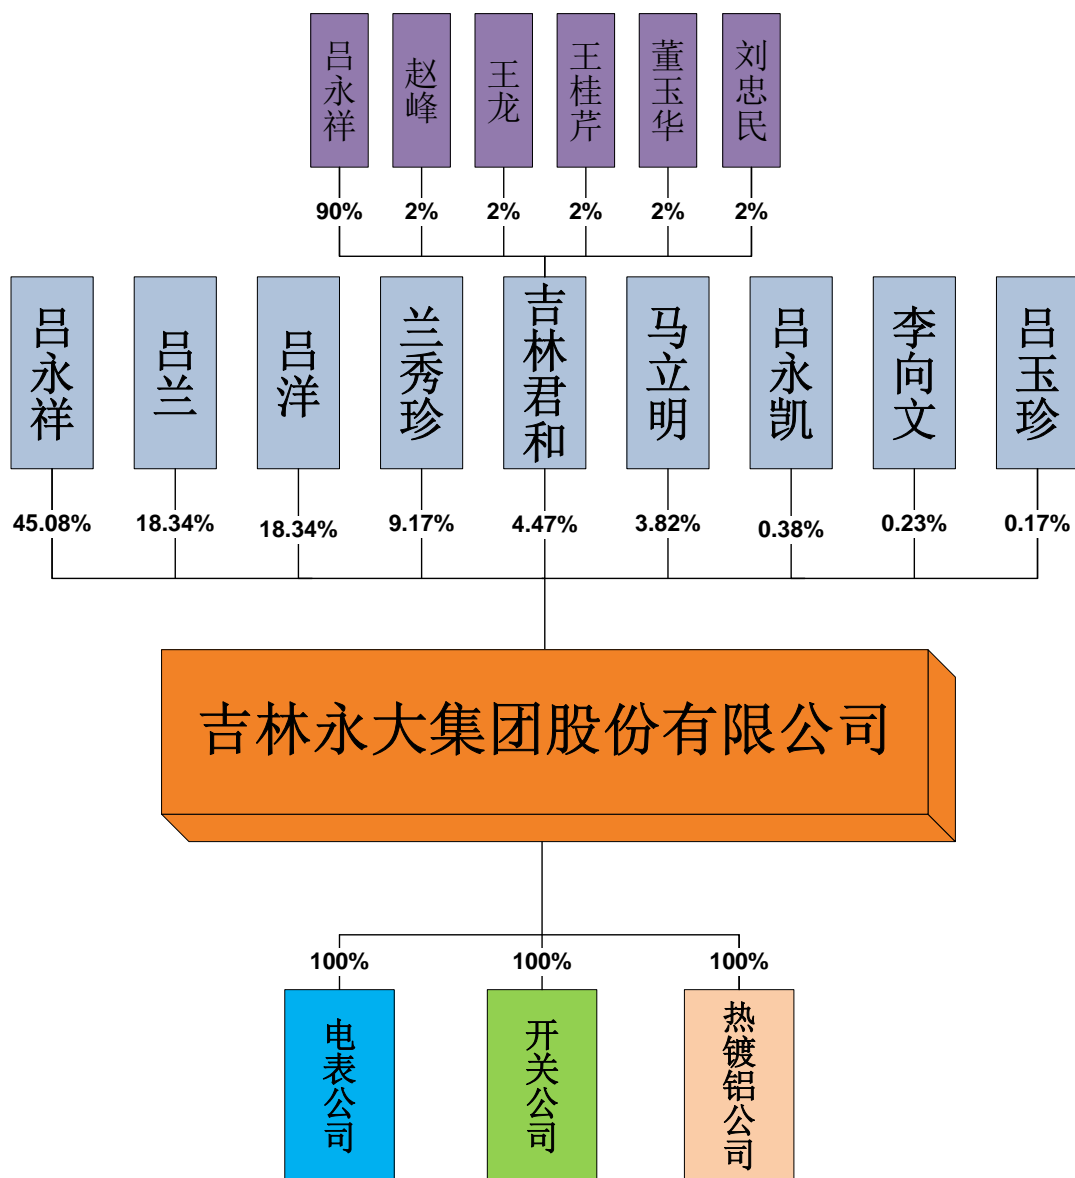 吕永祥
赵峰
王龙
王桂芹
董玉华
刘忠民
90%
2%
2%
2%
2%
2%
吕永祥
吕兰
吕洋
兰秀珍
吉林君和
马立明
吕永凯
李向文
吕玉珍
45.08%
18.34%
18.34%
9.17%
4.47%
3.82%
0.38%
0.23%
0.17%
吉林永大集团股份有限公司
100%
100%
100%
电表公司
开关公司
热镀铝公司